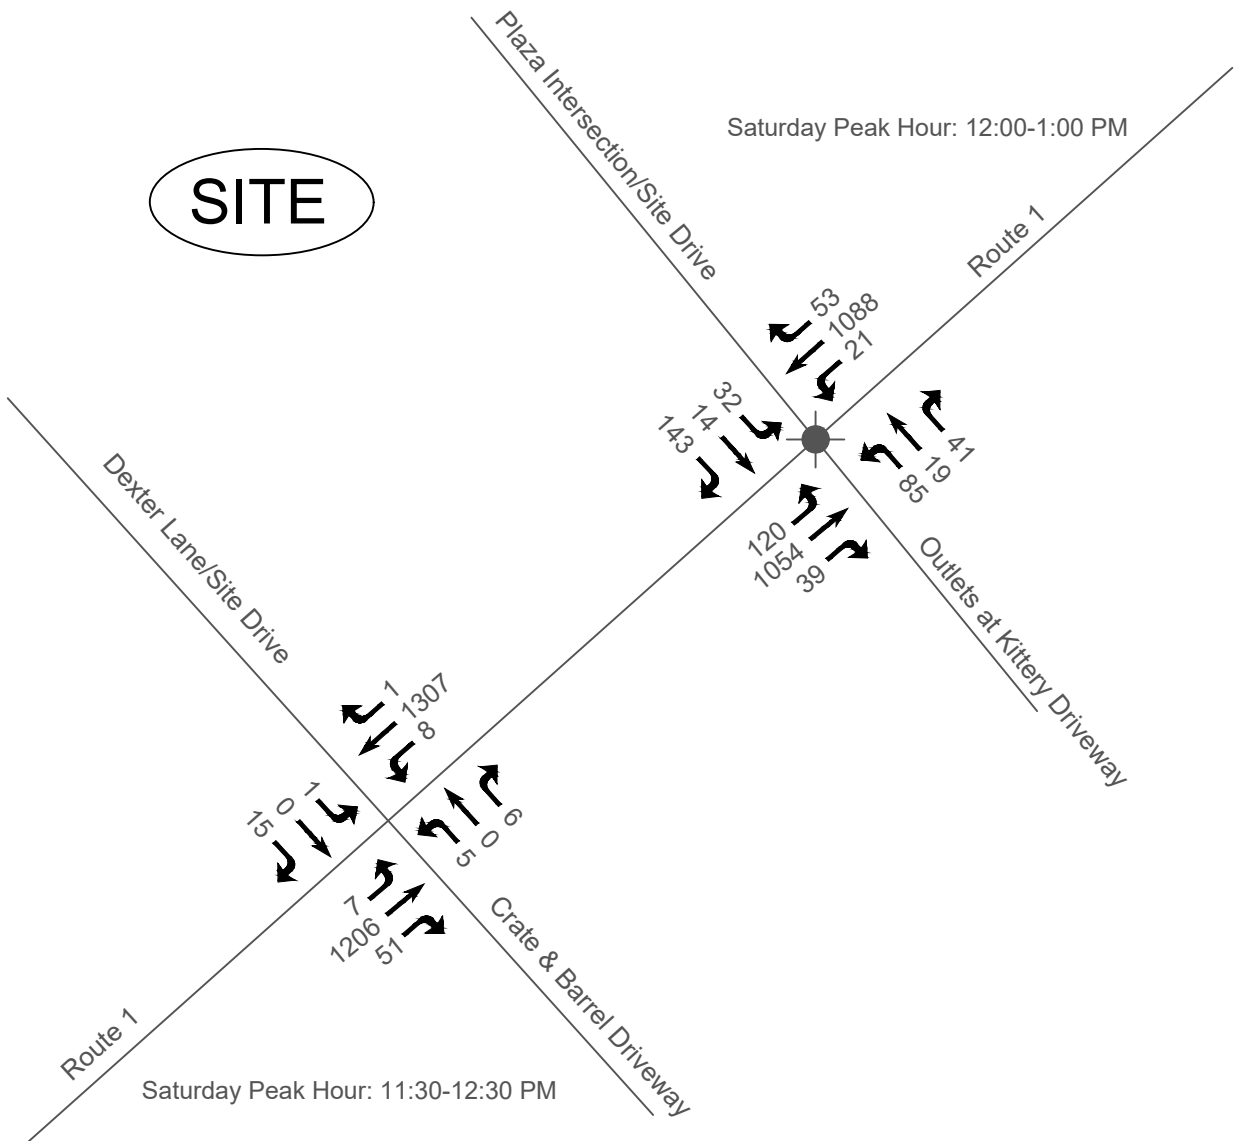 Plaza Intersection/Site Drive
Saturday Peak Hour: 12:00-1:00 PM
SITE
Route 1
53
1088
21
32
14
143
41
19
85
120
1054
39
Outlets at Kittery Driveway
Dexter Lane/Site Drive
1
1307
8
1
0
15
6
0
5
7
1206
51
Crate & Barrel Driveway
Route 1
Saturday Peak Hour: 11:30-12:30 PM